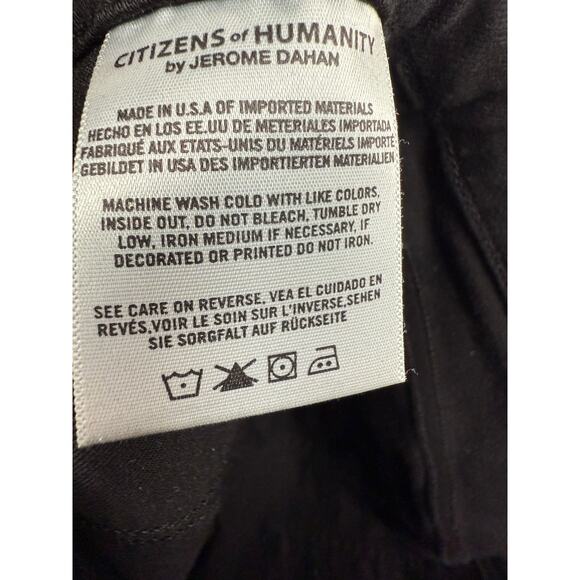 CITIZENS of HUMANITY
by JEROME DAHAN
MADE IN U.S.A OF IMPORTED MATERIALS
HECHO EN LOS EE.UU DE METERIALES IMPORTADA
FABRIQUÉ AUX ETATS-UNIS DU MATÉRIELS IMPORTÉ
GEBILDET IN USA DES IMPORTIERTEN MATERIALIEN
MACHINE WASH COLD WITH LIKE COLORS,
INSIDE OUT, DO NOT BLEACH, TUMBLE DRY
LOW, IRON MEDIUM IF NECESSARY, IF
DECORATED OR PRINTED DO NOT IRON.
SEE CARE ON REVERSE, VEA EL CUIDADO EN
REVÉS,VOIR LE SOIN SUR L'INVERSE,SEHEN
SIE SORGFALT AUF RÜCKSEITE